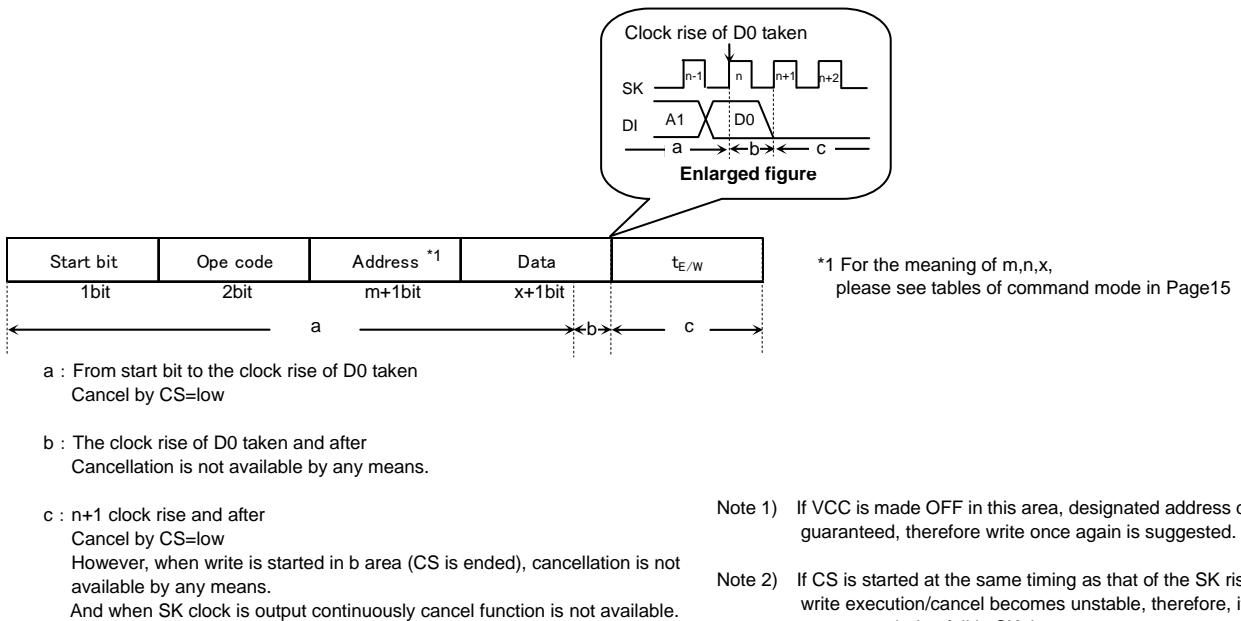 Clock rise of D0 taken
SK n-1 n n+1 n+2
DI A1 D0
a b c
Enlarged figure
Start bit Ope code Address *1 Data tE/W
1bit 2bit m+1bit x+1bit
a b c
*1 For the meaning of m,n,x,
please see tables of command mode in Page15
a : From start bit to the clock rise of D0 taken
Cancel by CS=low
b : The clock rise of D0 taken and after
Cancellation is not available by any means.
c : n+1 clock rise and after
Cancel by CS=low
However, when write is started in b area (CS is ended), cancellation is not
available by any means.
And when SK clock is output continuously cancel function is not available.
Note 1) If VCC is made OFF in this area, designated address
guaranteed, therefore write once again is suggested.
Note 2) If CS is started at the same timing as that of the SK
write execution/cancel becomes unstable, therefore,